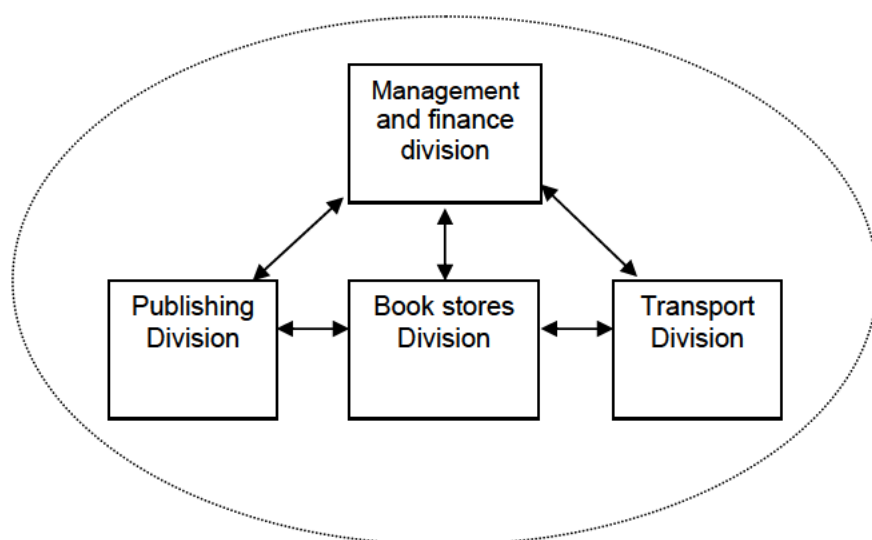 Management
and finance
division
Publishing
Division
Book stores
Division
Transport
Division